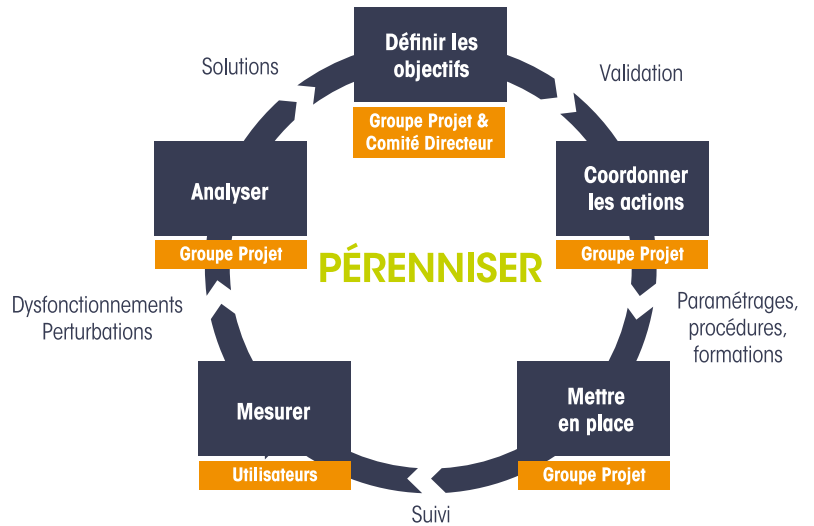 Définir les
objectifs
Groupe Projet &
Comité Directeur
Validation
Coordonner
les actions
Groupe Projet
Paramétrages,
procédures,
formations
Mettre
en place
Groupe Projet
Suivi
Mesurer
Utilisateurs
Dysfonctionnements
Perturbations
Analyser
Groupe Projet
Solutions
PÉRENNISER